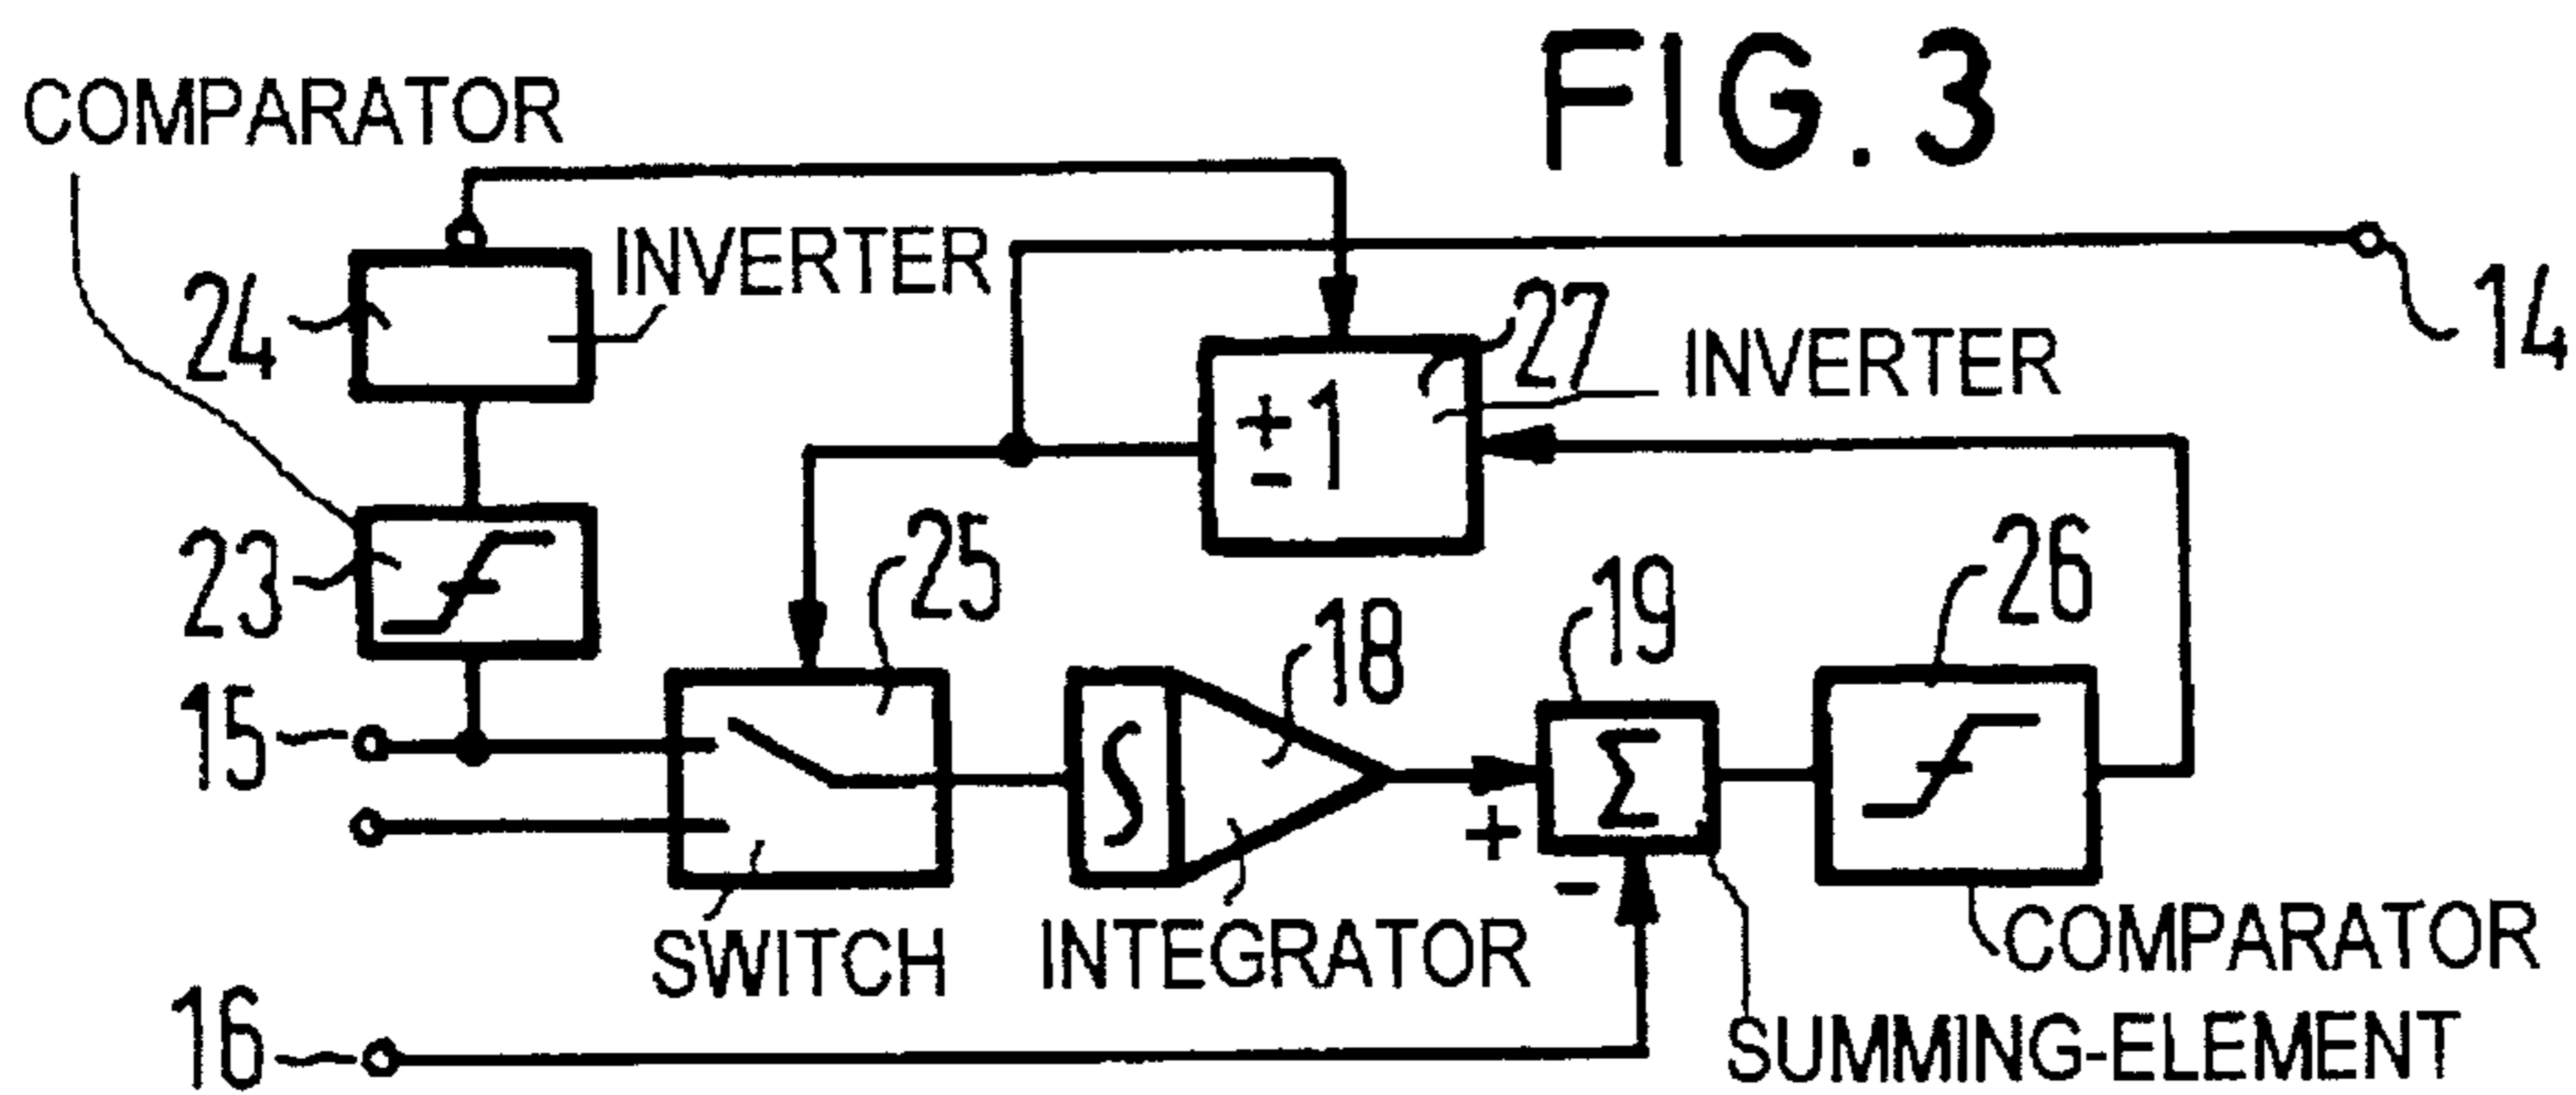 FIG. 3
COMPARATOR
INVERTER
24
27
14
INVERTER
± 1
-
23
25
26
19
18
15
∫
Σ
+
-
SWITCH
INTEGRATOR
COMPARATOR
16
SUMMING-ELEMENT